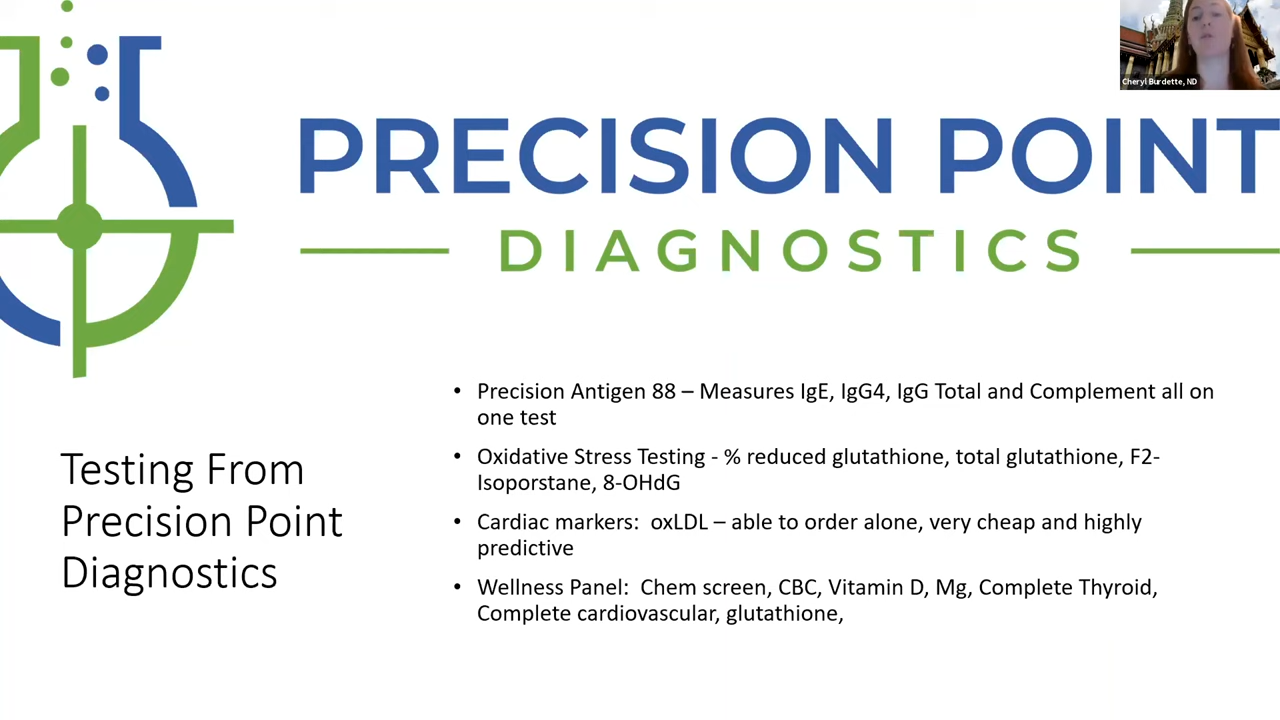 Cheryl Burdette, ND
PRECISION POINT
DIAGNOSTICS
Testing From
Precision Point
Diagnostics
• Precision Antigen 88 – Measures IgE, IgG4, IgG Total and Complement all on
one test
• Oxidative Stress Testing - % reduced glutathione, total glutathione, F2-
Isoporstane, 8-OHdG
• Cardiac markers:  oxLDL – able to order alone, very cheap and highly
predictive
• Wellness Panel:  Chem screen, CBC, Vitamin D, Mg, Complete Thyroid,
Complete cardiovascular, glutathione,